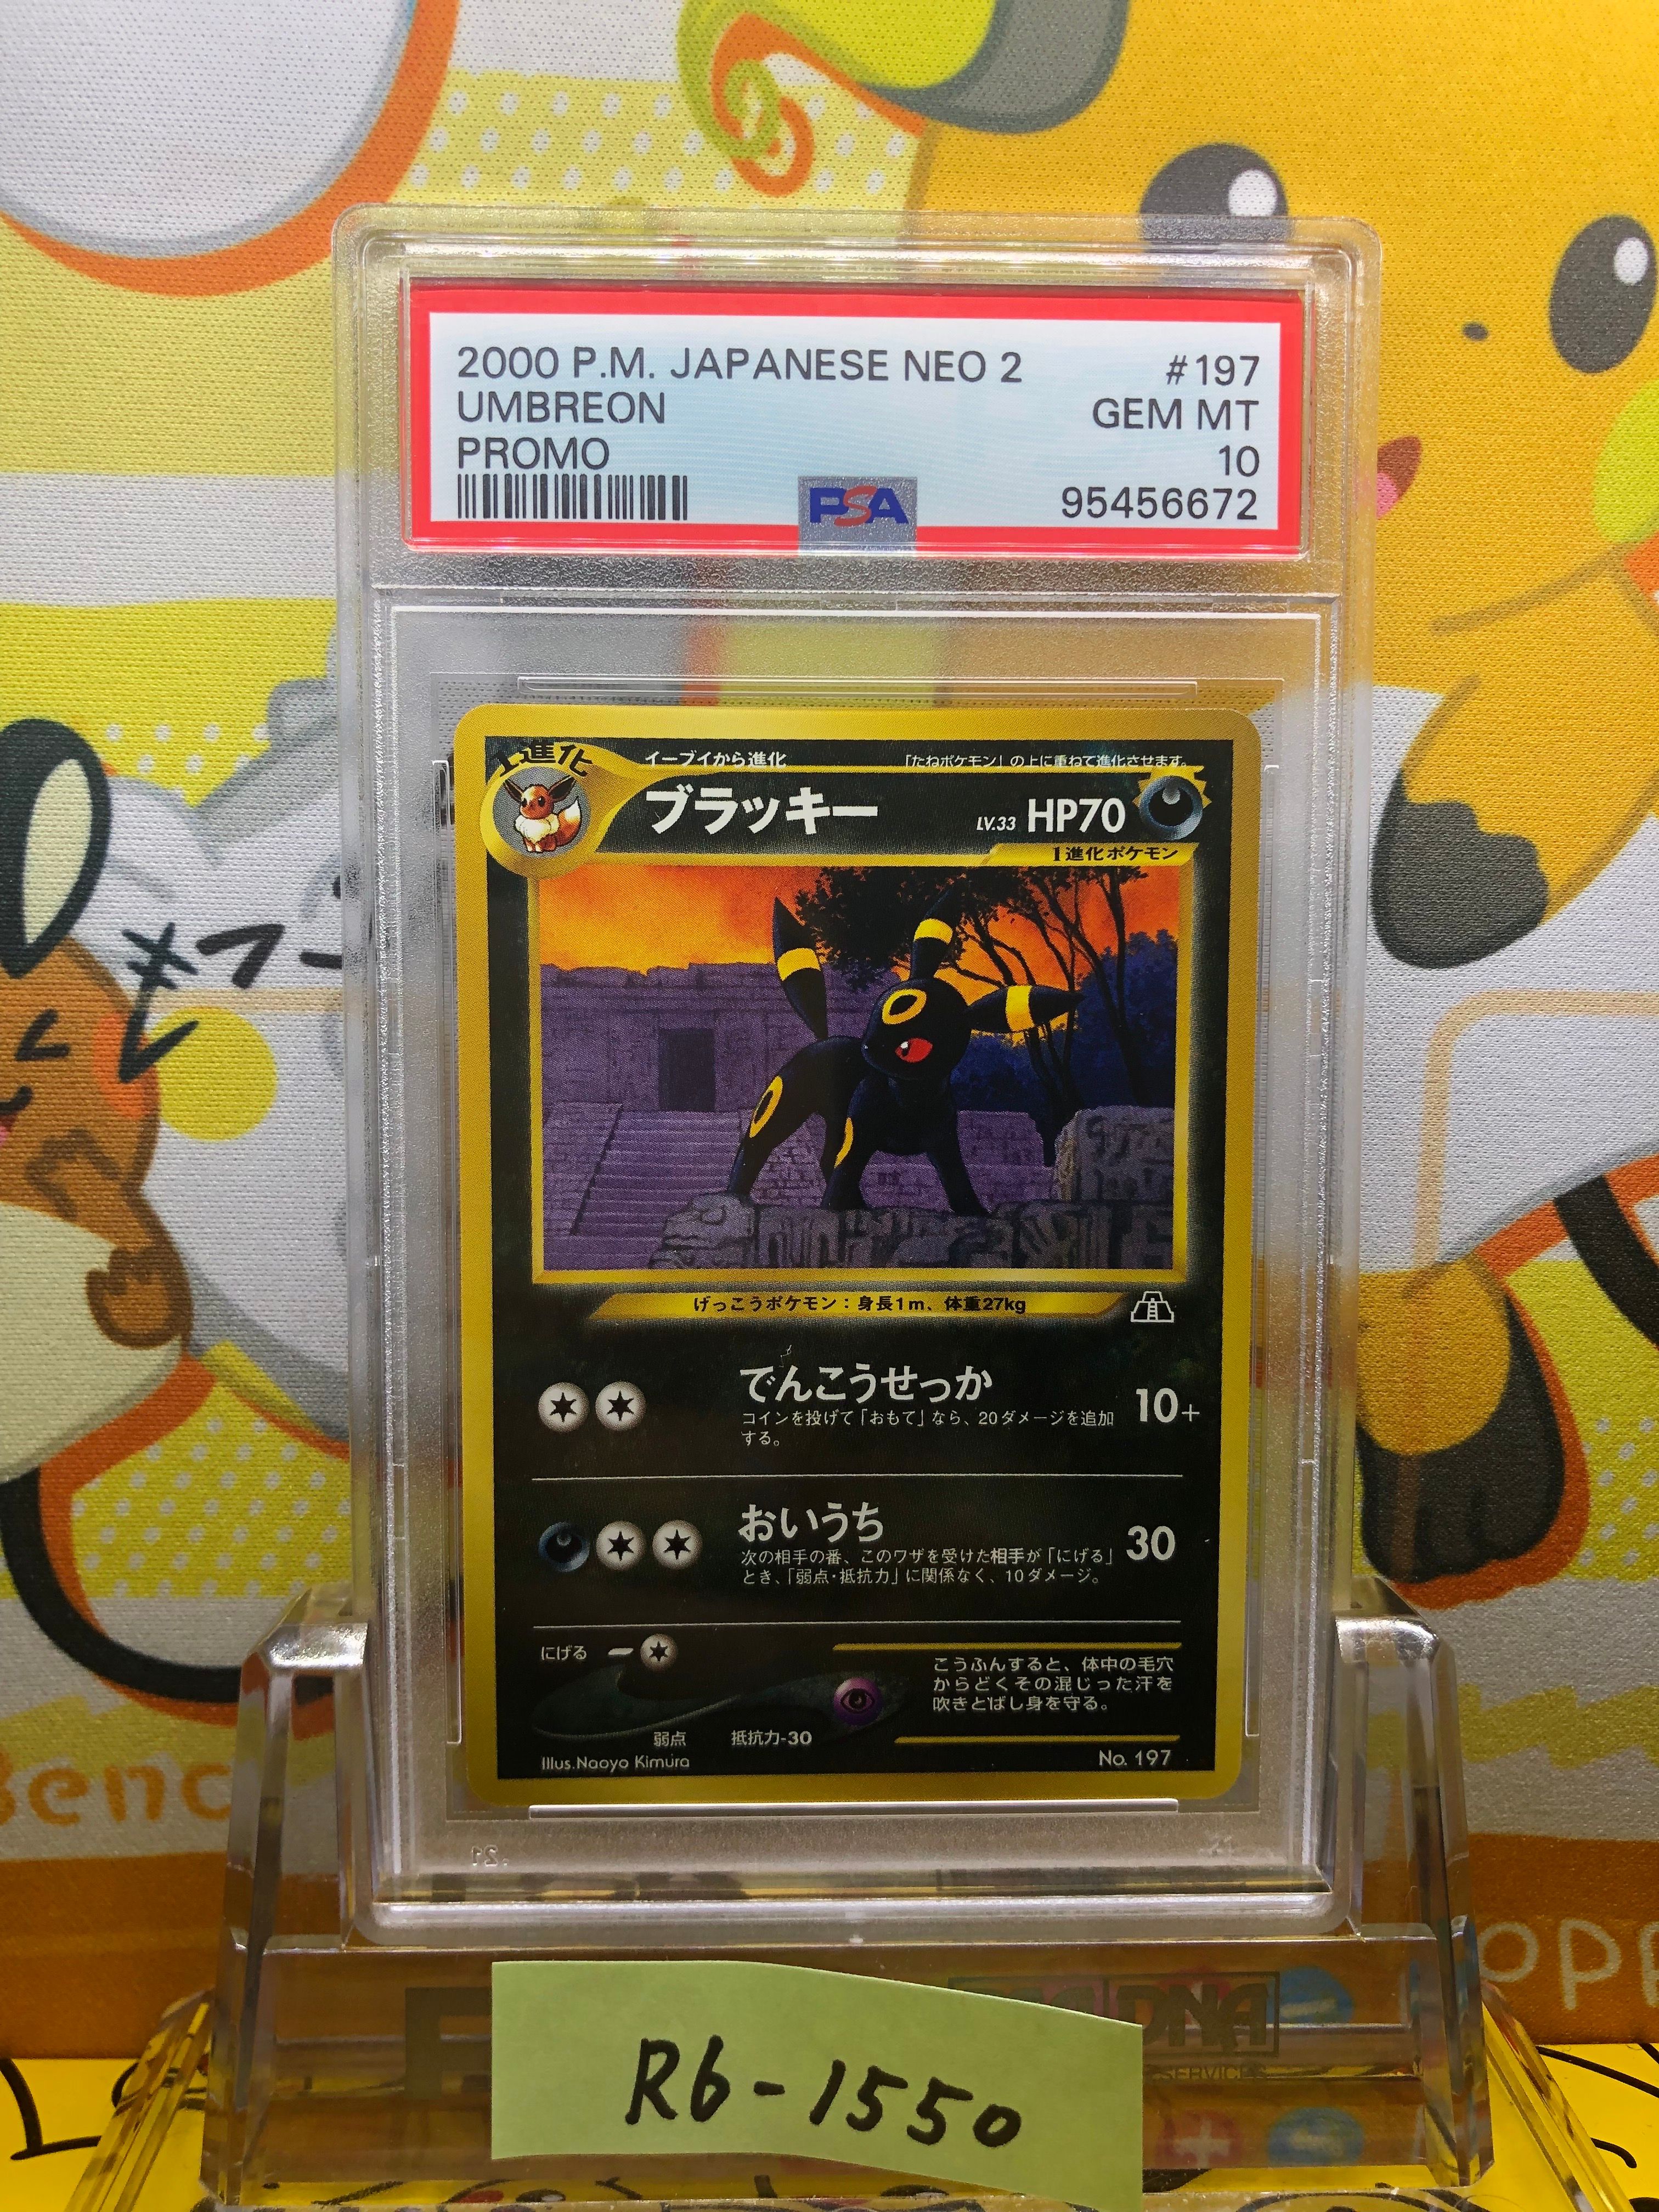 2000 P.M. JAPANESE NEO 2 #197
UMBREON GEM MT
PROMO 10
PSA 95456672
1進化
イーブイから進化 「たねポケモン」の上に重ねて進化させます。
ブラッキー LV.33 HP70
1進化ポケモン
げっこうポケモン：身長1m、体重27kg
でんこうせっか 10+
コインを投げて「おもて」なら、20ダメージを追加
する。
おいうち 30
次の相手の番、このワザを受けた相手が「にげる」
とき、「弱点・抵抗力」に関係なく、10ダメージ。
にげる
こうふんすると、体中の毛穴
からどくその混じった汗を
吹きとばし身を守る。
弱点 抵抗力-30
Illus.Naoyo Kimura No. 197
Benc
opp
DNA
SERVICES
R6-1550